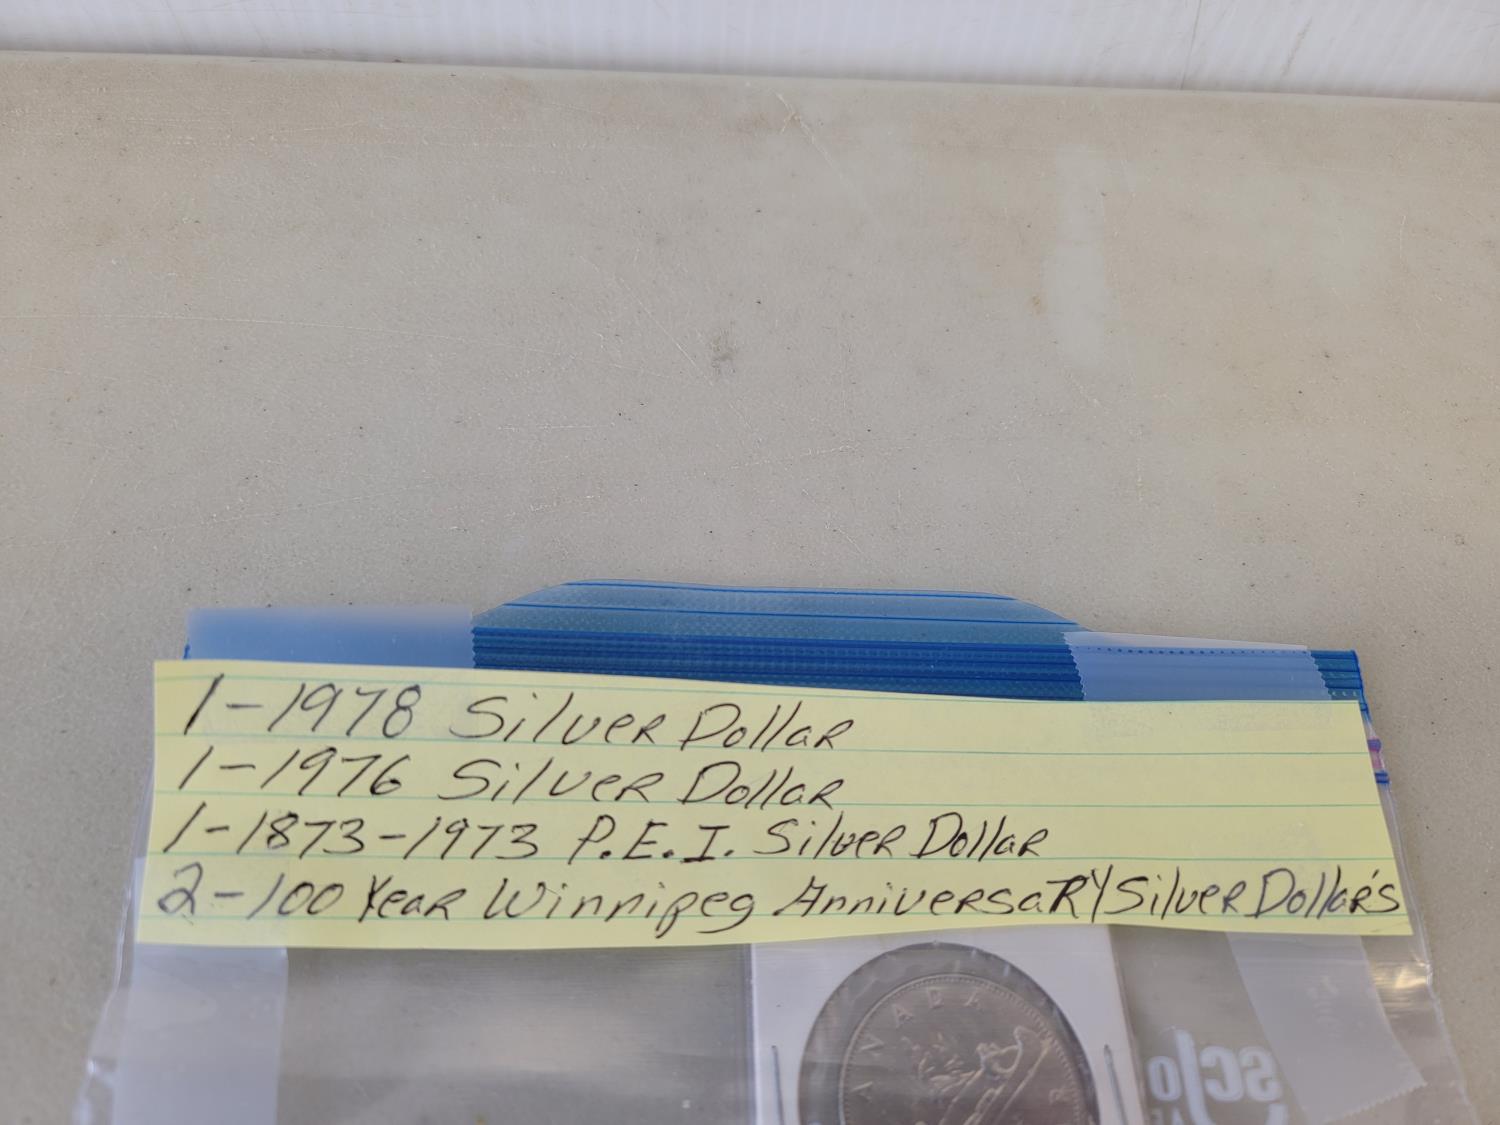 1-1978 Silver Dollar
1-1976 Silver Dollar
1-1873-1973 P.E.I. Silver Dollar
2-100 Year Winnipeg Anniversary Silver Dollar's
CANADA